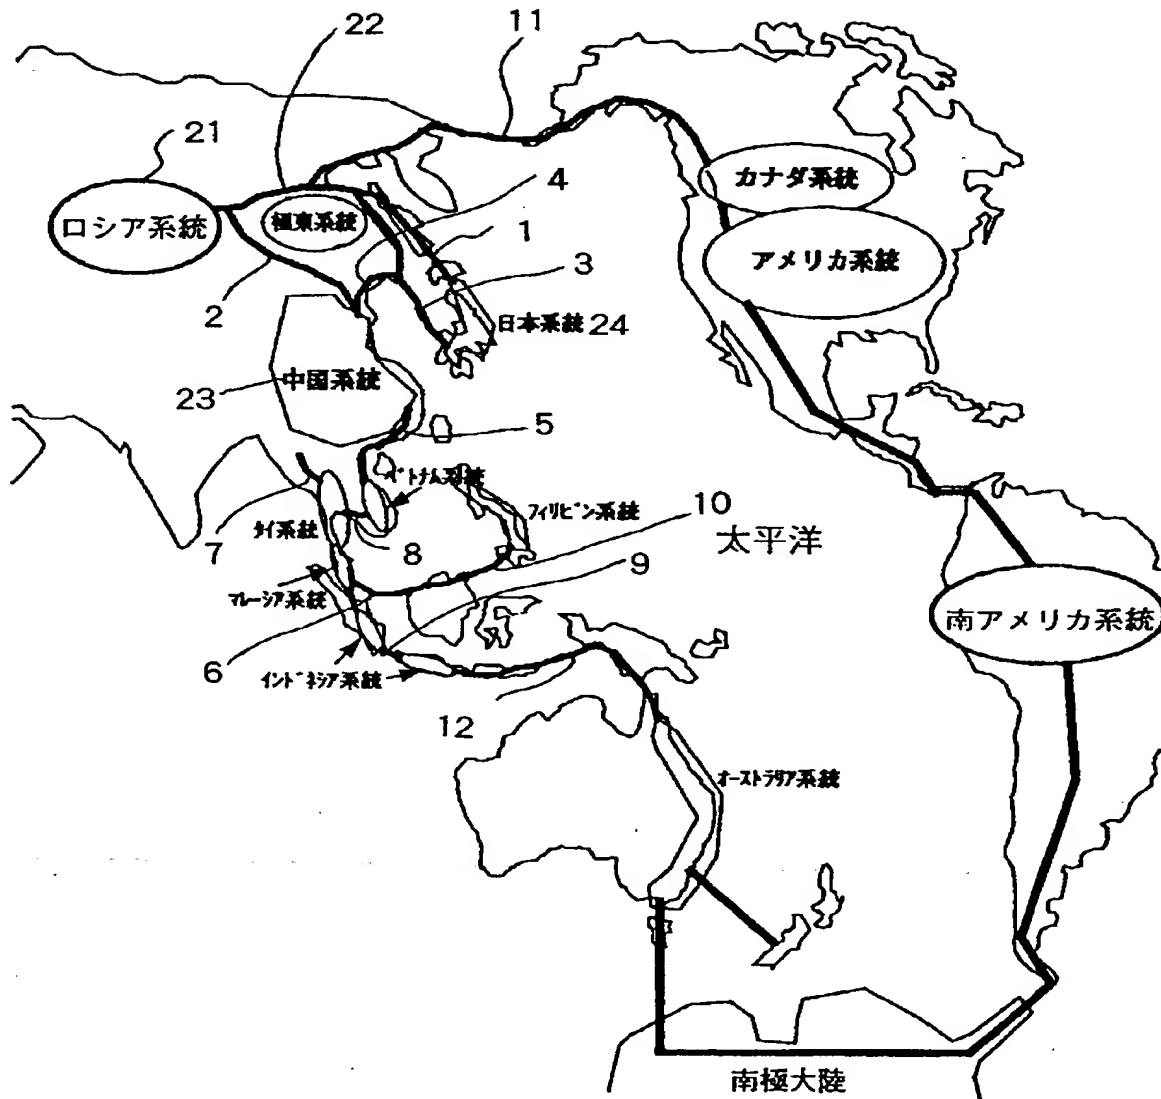 22
11
21
4
カナダ系統
ロシア系統
極東系統
1
アメリカ系統
3
2
日本系統24
中国系統
23
5
ベトナム系統
10
フィリピン系統
タイ系統
太平洋
7
8
9
マレーシア系統
南アメリカ系統
6
インドネシア系統
12
オーストラリア系統
南極大陸